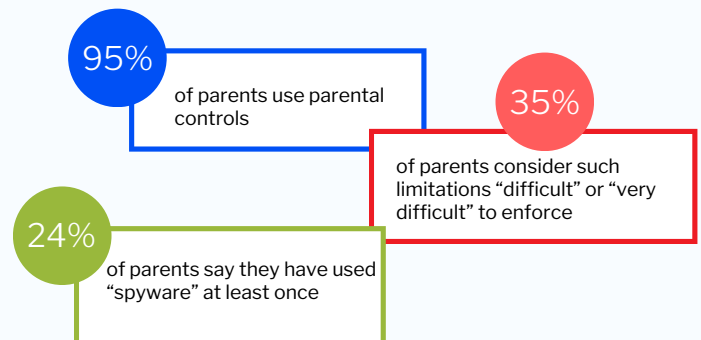 95%
of parents use parental
controls
35%
of parents consider such
limitations “difficult” or “very
difficult” to enforce
24%
of parents say they have used
“spyware” at least once